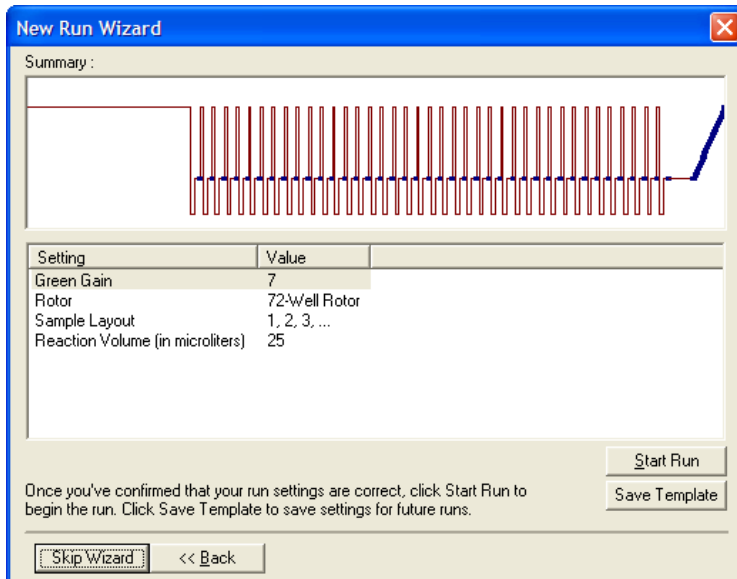 New Run Wizard
Summary :
Setting Value
Green Gain 7
Rotor 72-Well Rotor
Sample Layout 1, 2, 3, ...
Reaction Volume (in microliters) 25
Start Run
Once you've confirmed that your run settings are correct, click Start Run to
begin the run. Click Save Template to save settings for future runs.
Save Template
Skip Wizard << Back